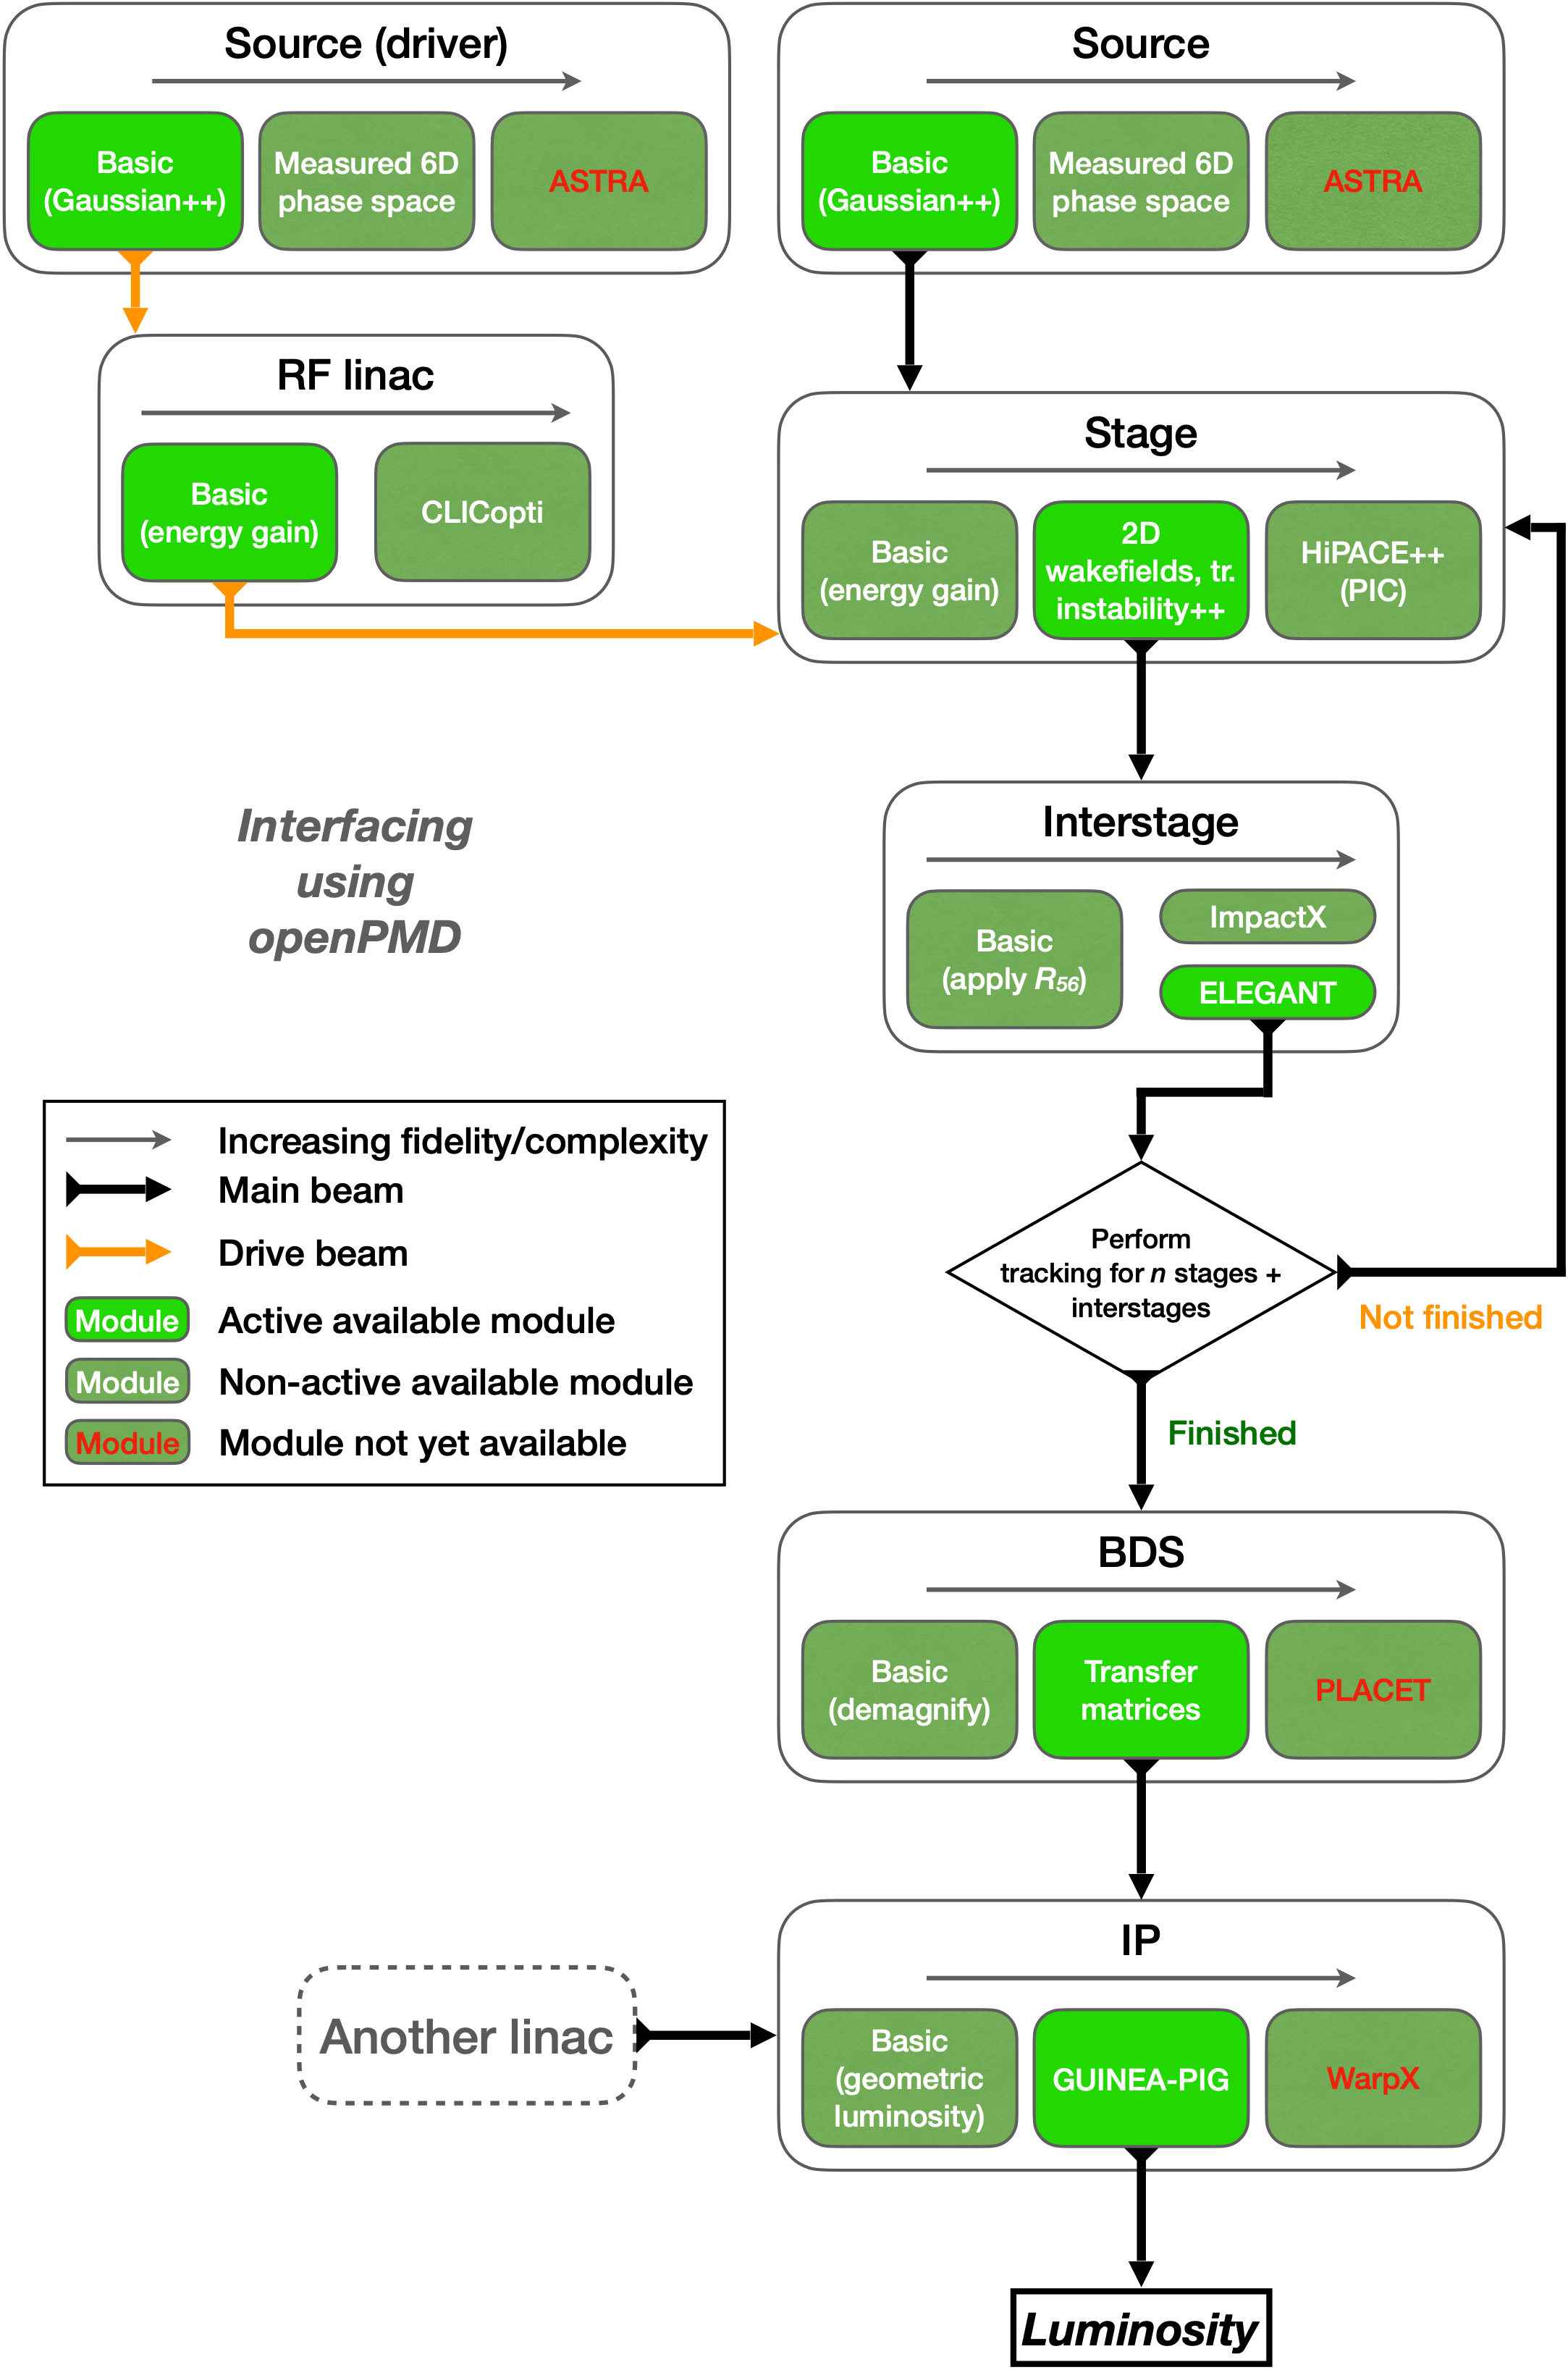 Source (driver)
Basic
(Gaussian++)
Measured 6D
phase space
ASTRA
Source
Basic
(Gaussian++)
Measured 6D
phase space
ASTRA
RF linac
Basic
(energy gain)
CLICopti
Stage
Basic
(energy gain)
2D
wakefields, tr.
instability++
HiPACE++
(PIC)
Interfacing
using
openPMD
Interstage
Basic
(apply R56)
ImpactX
ELEGANT
Increasing fidelity/complexity
Main beam
Drive beam
Module
Active available module
Module
Non-active available module
Module
Module not yet available
Perform
tracking for n stages +
interstages
Not finished
Finished
BDS
Basic
(demagnify)
Transfer
matrices
PLACET
Another linac
IP
Basic
(geometric
luminosity)
GUINEA-PIG
WarpX
Luminosity